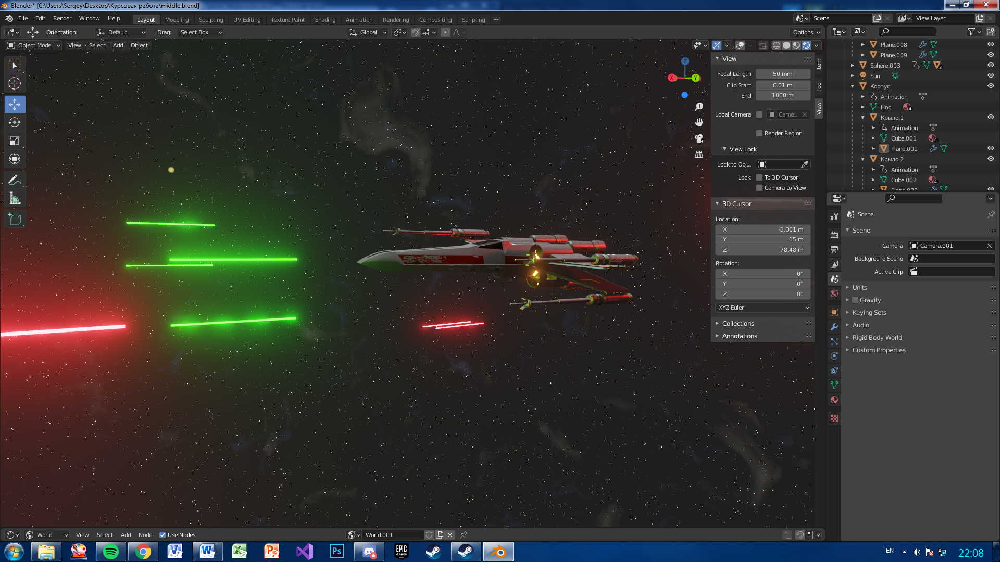 Blender* [C:\Users\Sergey\Desktop\Курсовая работа\middle.blend]
File Edit Render Window Help Layout Modeling Sculpting UV Editing Texture Paint Shading Animation Rendering Compositing Scripting + Scene View Layer
Orientation: Default Drag: Select Box Global Options
Object Mode View Select Add Object
Plane.008
Plane.009
Sphere.003 2
Sun
Корпус
Animation
Нос 4
Крыло.1
Animation
Cube.001 4
Plane.001
Крыло.2
Animation
Cube.002 4
Plane.002
Z
X
Y
View
Focal Length 50 mm
Clip Start 0.01 m
End 1000 m
Local Camera Came...
Render Region
View Lock
Lock to Obj...
Lock To 3D Cursor
Camera to View
3D Cursor
Location:
X -3.061 m
Y 15 m
Z 78.48 m
Rotation:
X 0°
Y 0°
Z 0°
XYZ Euler
Collections
Annotations
Item
Tool
View
Scene
Scene
Camera Camera.001
Background Scene
Active Clip
Units
Gravity
Keying Sets
Audio
Rigid Body World
Custom Properties
World View Select Add Node Use Nodes World.001
Ps
EPIC
GAMES
EN
22:08